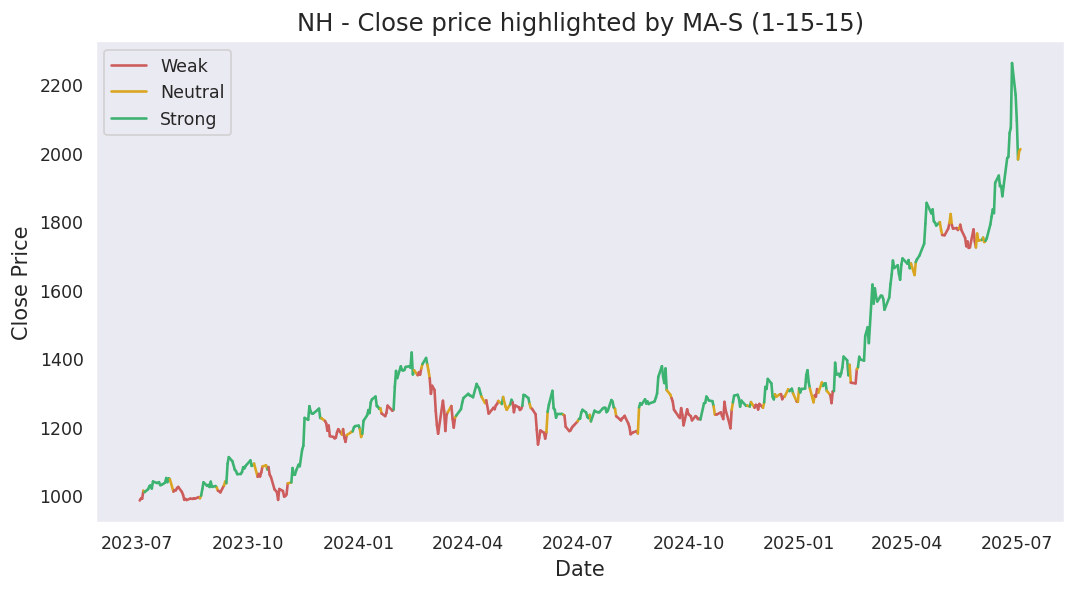 NH - Close price highlighted by MA-S (1-15-15)
Weak
Neutral
Strong
Close Price
2200
2000
1800
1600
1400
1200
1000
2023-07 2023-10 2024-01 2024-04 2024-07 2024-10 2025-01 2025-04 2025-07
Date